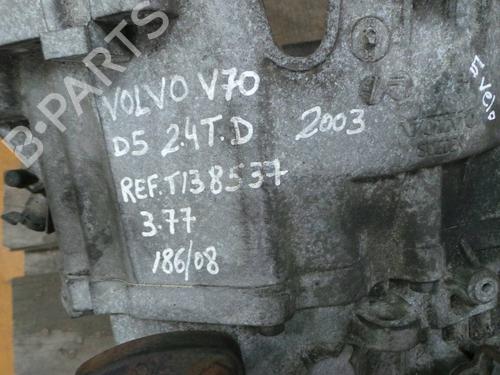 B-PARTS
VOLVO V70
D5 2.4T.D 2003
REF.T138537
3.77
186/08